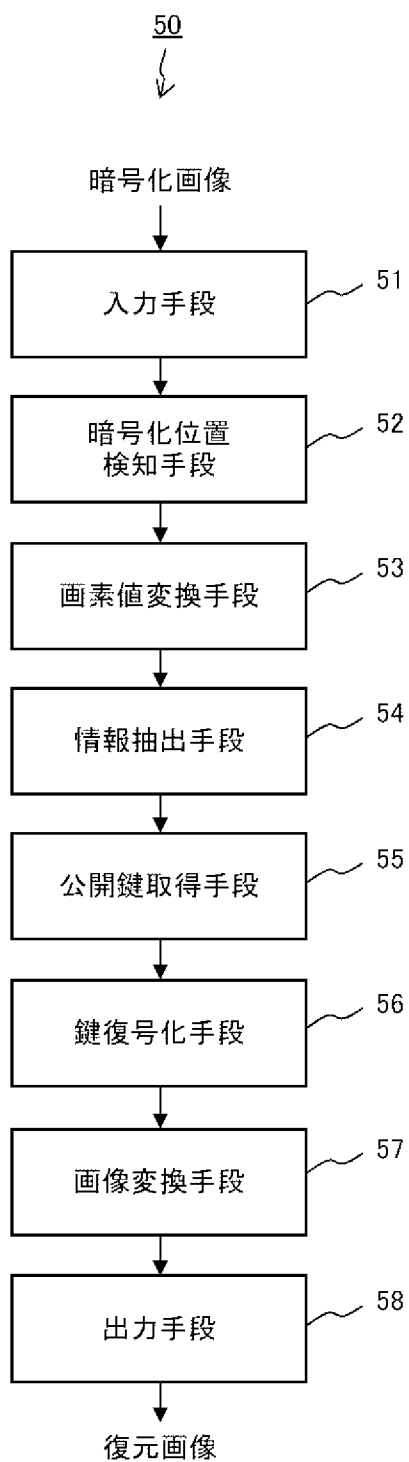 50
暗号化画像
入力手段
51
暗号化位置
検知手段
52
画素値変換手段
53
情報抽出手段
54
公開鍵取得手段
55
鍵復号化手段
56
画像変換手段
57
出力手段
58
復元画像